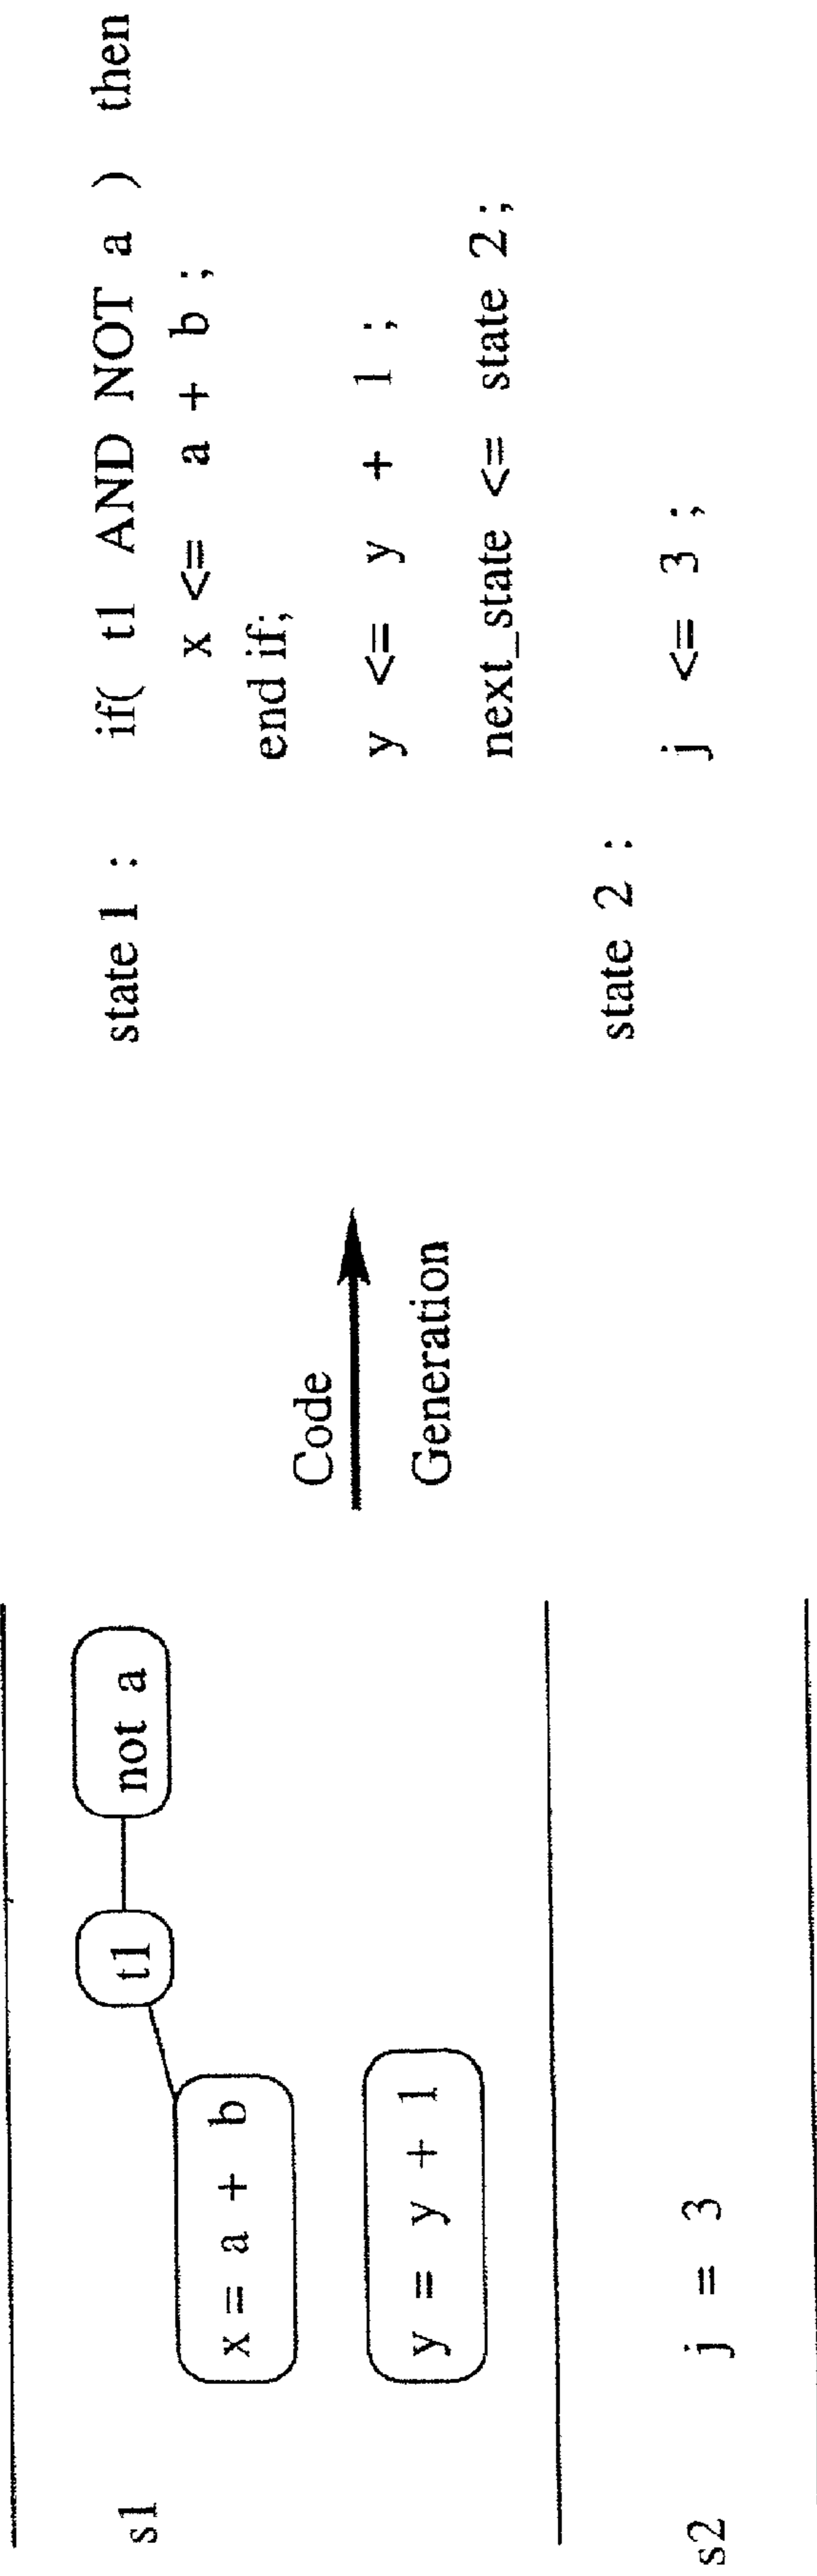 s1
not a
t1
x = a + b
y = y + 1
s2
j = 3
Code
Generation
state 1 :
if( t1 AND NOT a ) then
x <= a + b ;
end if;
y <= y + 1 ;
next_state <= state 2 ;
state 2 :
j <= 3 ;